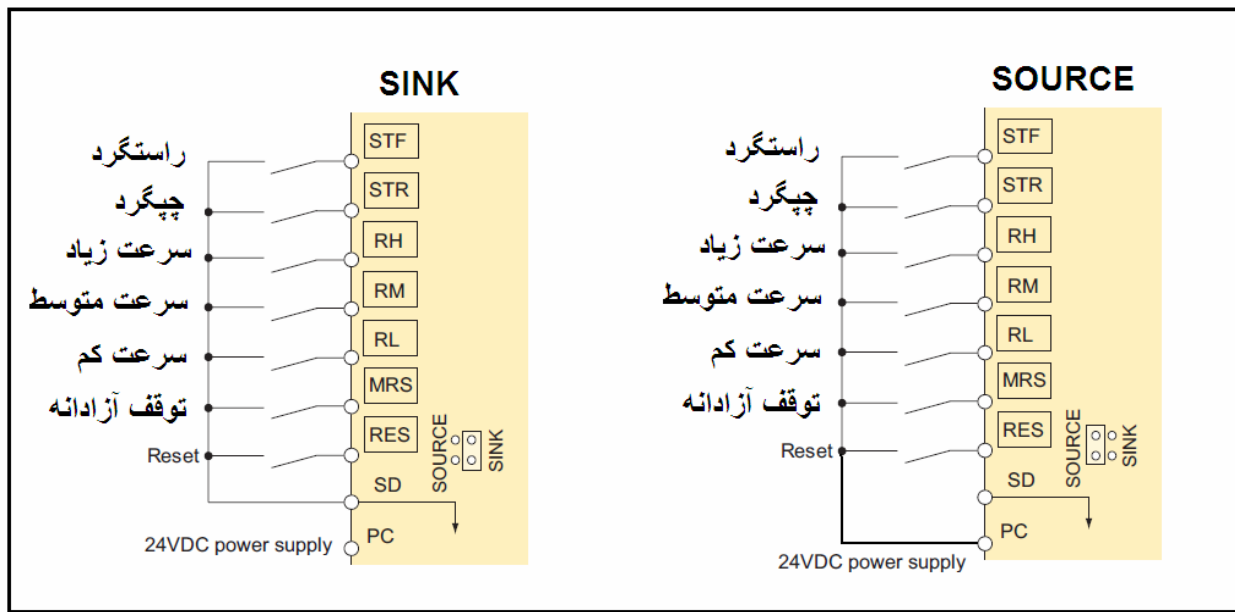 SINK
راستگرد
STF
چپگرد
STR
سرعت زیاد
RH
سرعت متوسط
RM
سرعت کم
RL
توقف آزادانه
MRS
Reset
RES
SOURCE
SINK
SD
24VDC power supply
PC
SOURCE
راستگرد
STF
چپگرد
STR
سرعت زیاد
RH
سرعت متوسط
RM
سرعت کم
RL
توقف آزادانه
MRS
Reset
RES
SOURCE
SINK
SD
PC
24VDC power supply